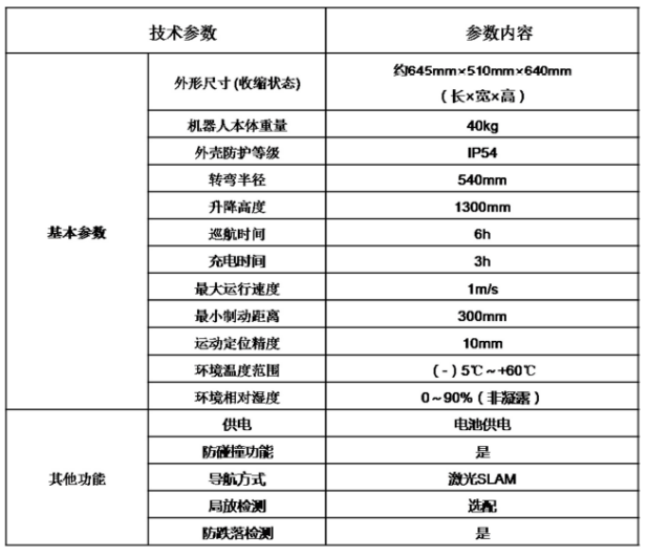 技术参数 参数内容
外形尺寸(收缩状态) 约645mm×510mm×640mm
(长×宽×高)
机器人本体重量 40kg
外壳防护等级 IP54
转弯半径 540mm
升降高度 1300mm
基本参数 巡航时间 6h
充电时间 3h
最大运行速度 1m/s
最小制动距离 300mm
运动定位精度 10mm
环境温度范围 (-)5℃~+60℃
环境相对湿度 0~90%(非凝露)
供电 电池供电
防碰撞功能 是
其他功能 导航方式 激光SLAM
局放检测 选配
防跌落检测 是